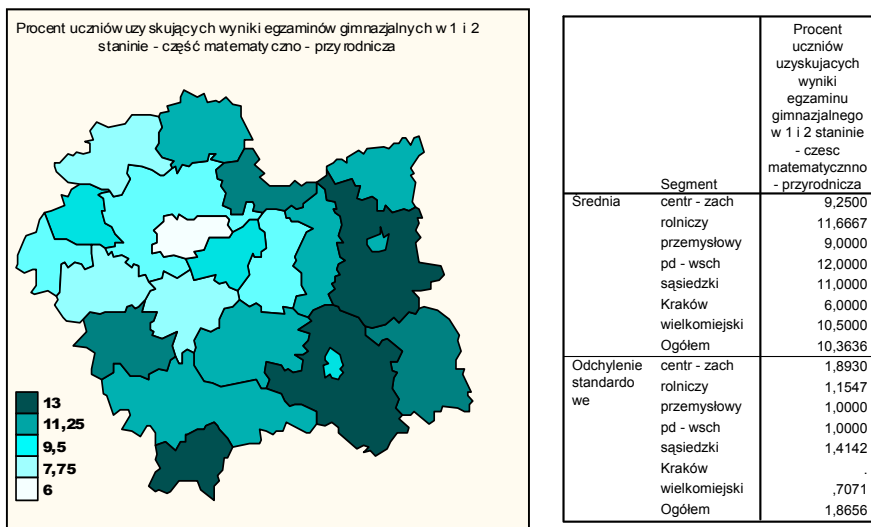 Procent uczniów uzyskujących wyniki egzaminów gimnazjalnych w 1 i 2
staninie - część matematyczno - przyrodnicza
13
11,25
9,5
7,75
6
Procent
uczniów
uzyskujacych
wyniki
egzaminu
gimnazjalnego
w 1 i 2 staninie
- czesc
matematycznno
Segment - przyrodnicza
Średnia centr - zach 9,2500
rolniczy 11,6667
przemysłowy 9,0000
pd - wsch 12,0000
sąsiedzki 11,0000
Kraków 6,0000
wielkomiejski 10,5000
Ogółem 10,3636
Odchylenie centr - zach 1,8930
standardo rolniczy 1,1547
we przemysłowy 1,0000
pd - wsch 1,0000
sąsiedzki 1,4142
Kraków .
wielkomiejski ,7071
Ogółem 1,8656